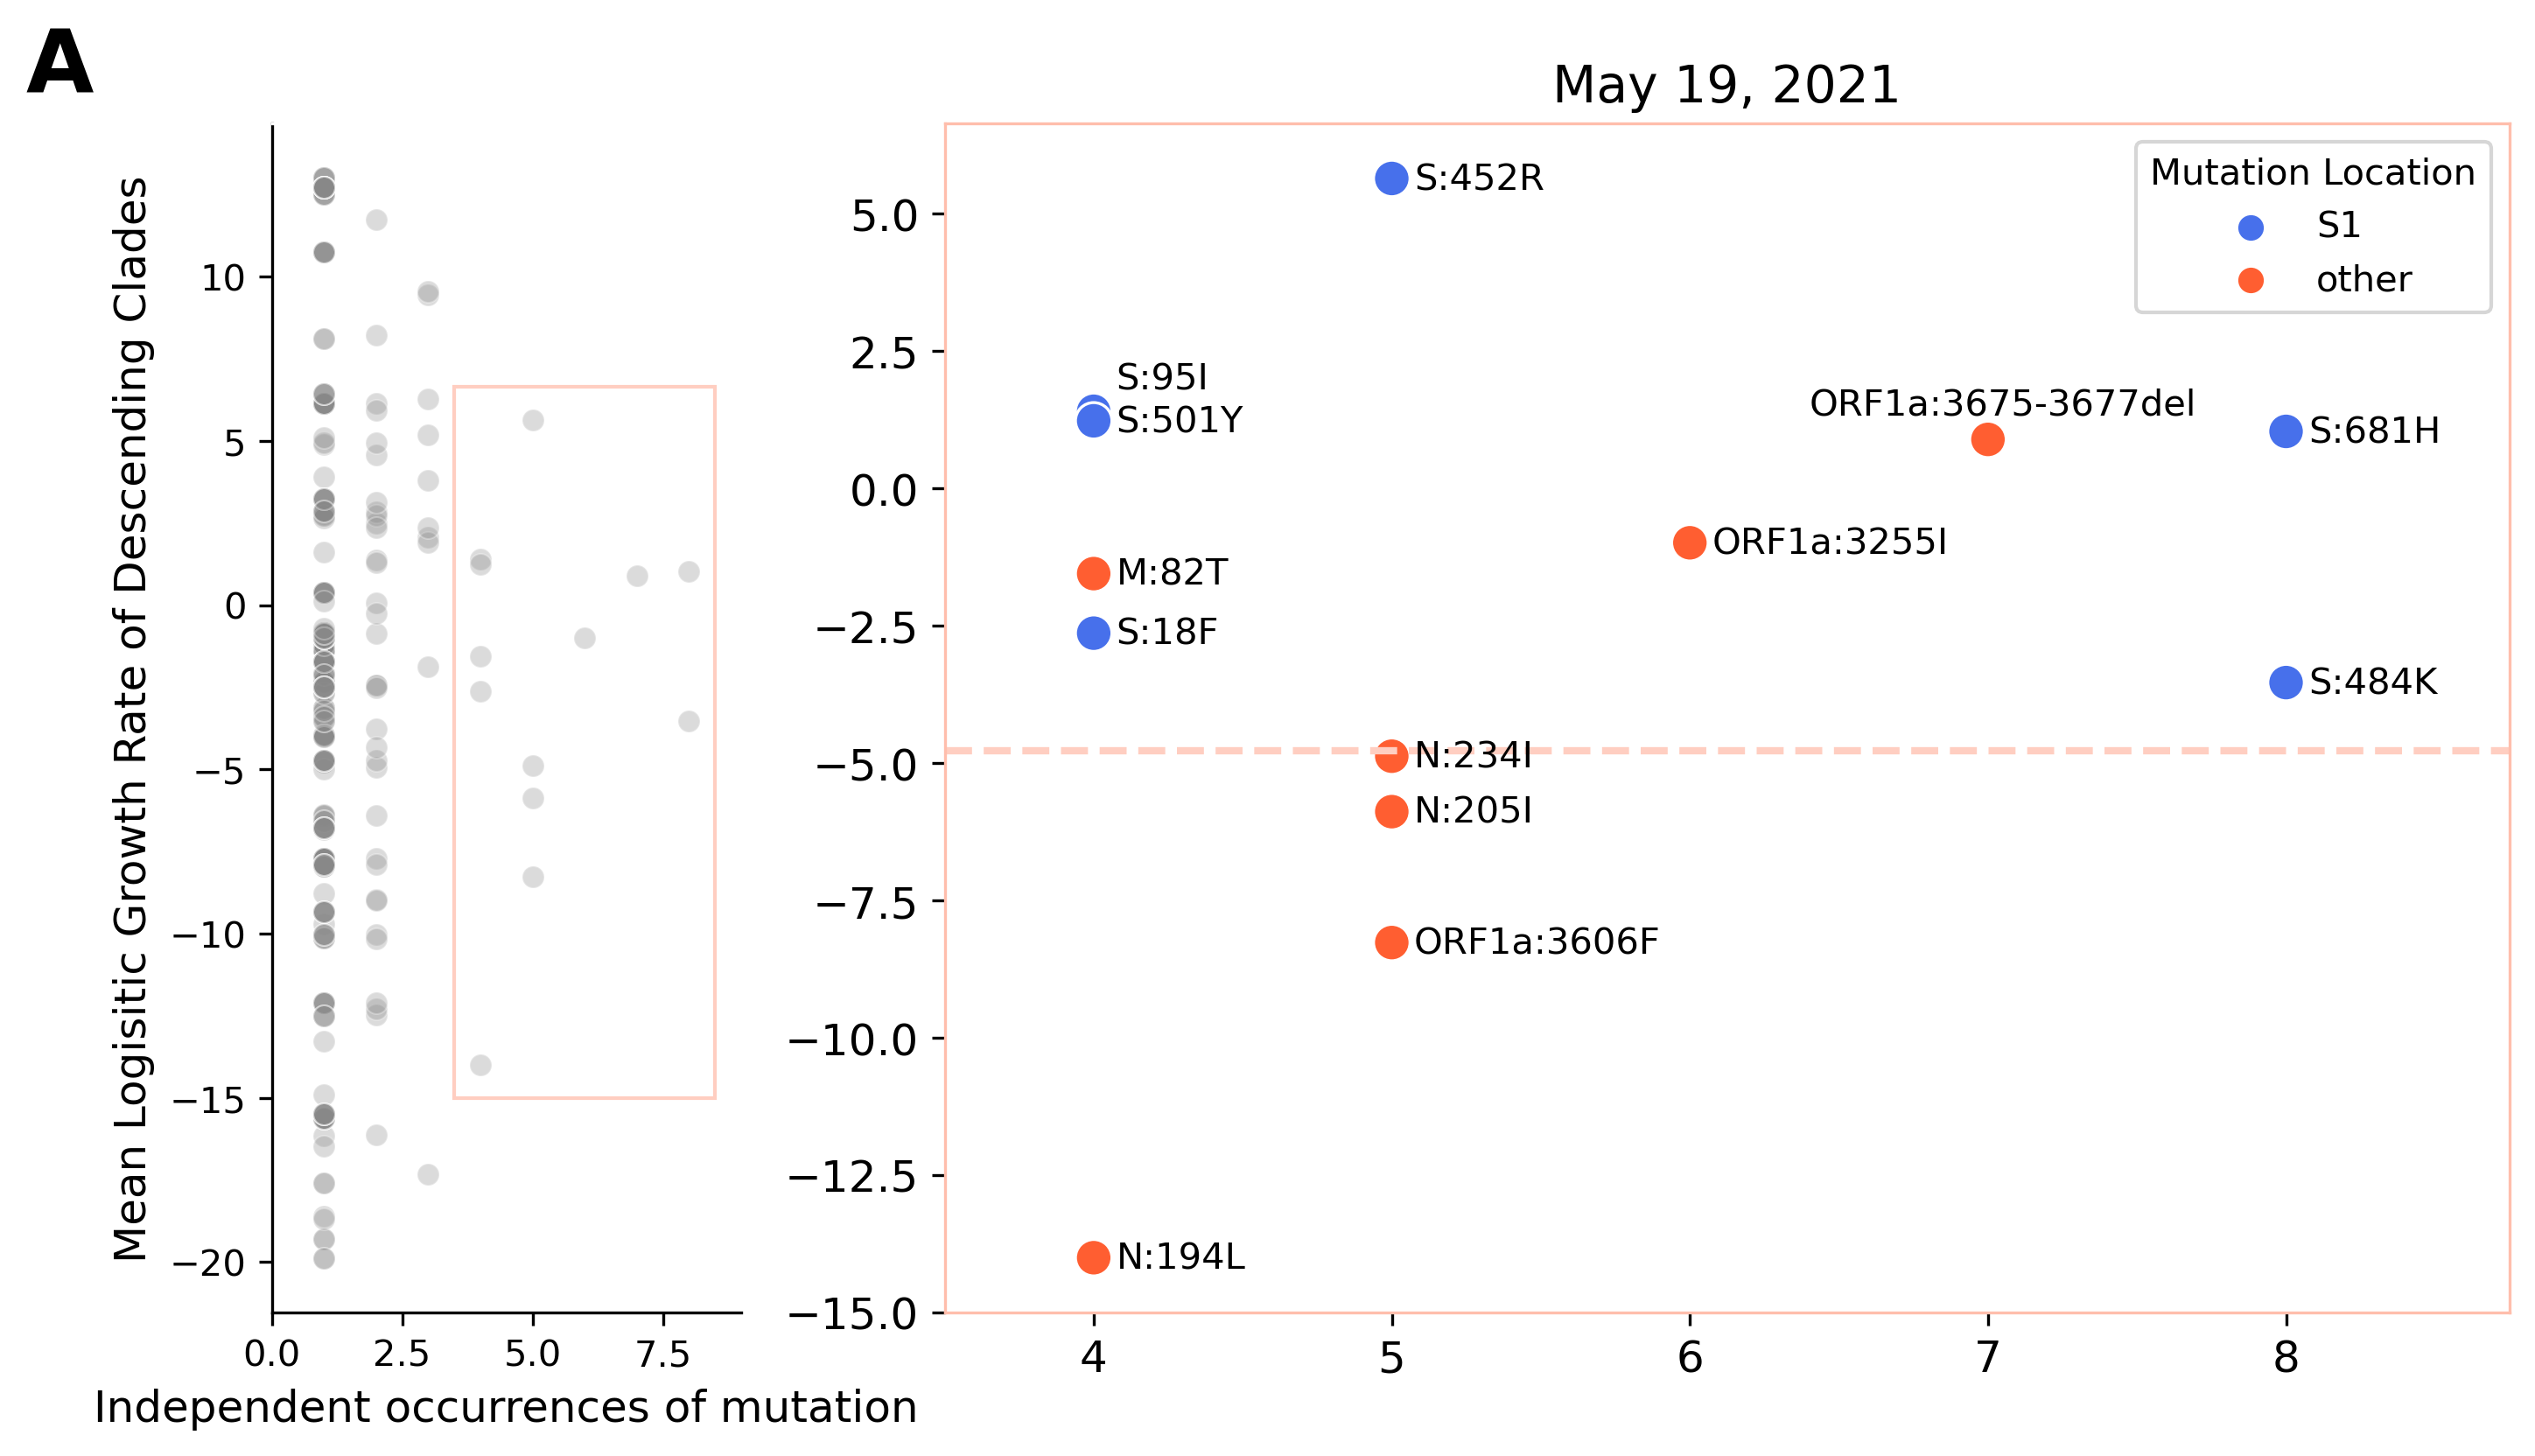 A
May 19, 2021
Mean Logisitic Growth Rate of Descending Clades
10
5
0
−5
−10
−15
−20
0.0 2.5 5.0 7.5
Independent occurrences of mutation
5.0
2.5
0.0
−2.5
−5.0
−7.5
−10.0
−12.5
−15.0
4 5 6 7 8
Mutation Location
S1
other
S:452R
S:95I
S:501Y
ORF1a:3675-3677del
S:681H
ORF1a:3255I
M:82T
S:18F
S:484K
N:234I
N:205I
ORF1a:3606F
N:194L